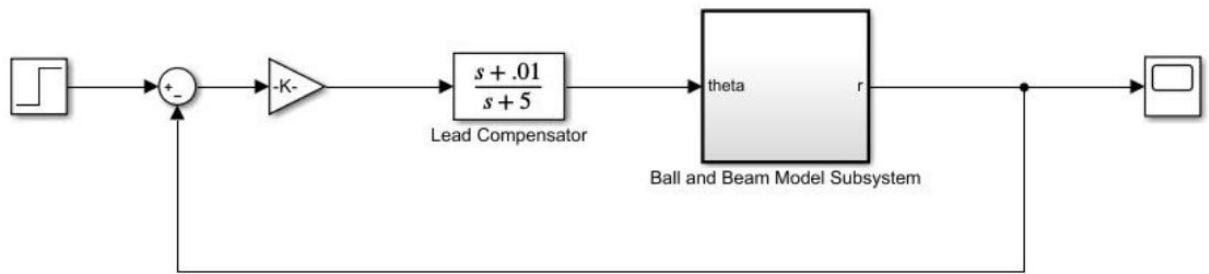 +
-
-K-
s + .01
s + 5
Lead Compensator
theta
r
Ball and Beam Model Subsystem